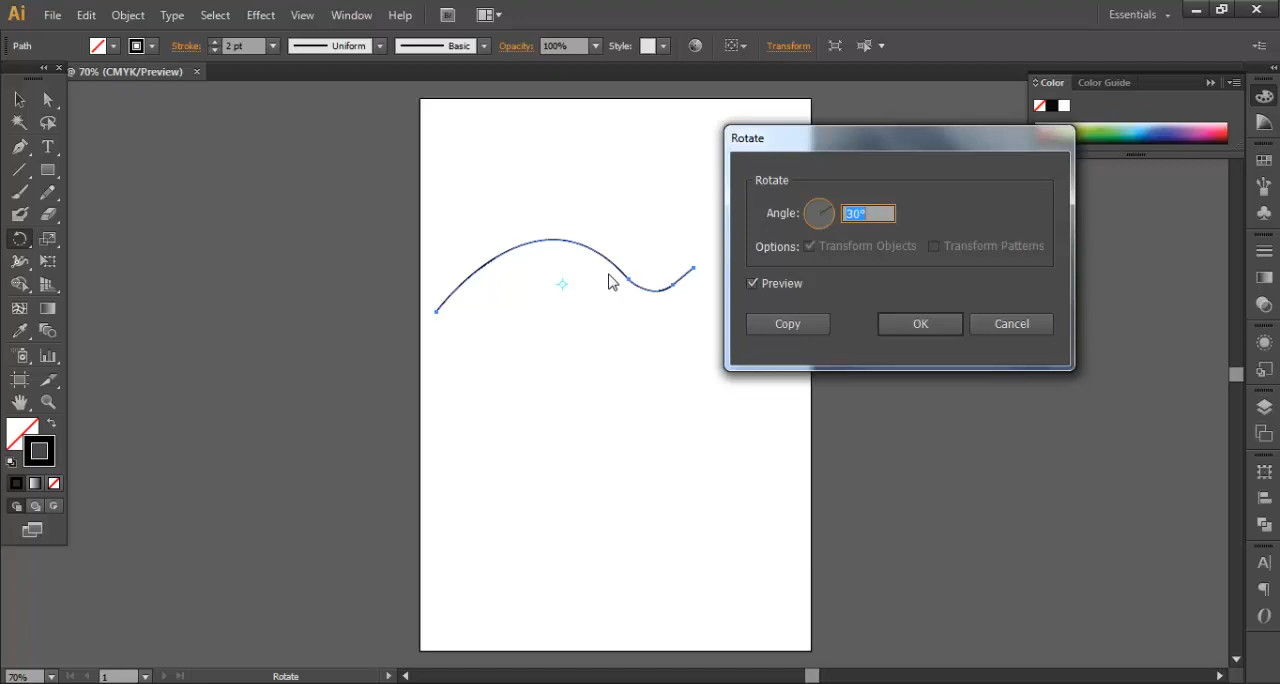 Ai File Edit Object Type Select Effect View Window Help Br Essentials
Path Stroke: 2 pt Uniform Basic Opacity: 100% Style: Transform
@ 70% (CMYK/Preview) ×
Color Color Guide
Rotate
Rotate
Angle: 30°
Options: Transform Objects Transform Patterns
Preview
Copy OK Cancel
70% 1 Rotate